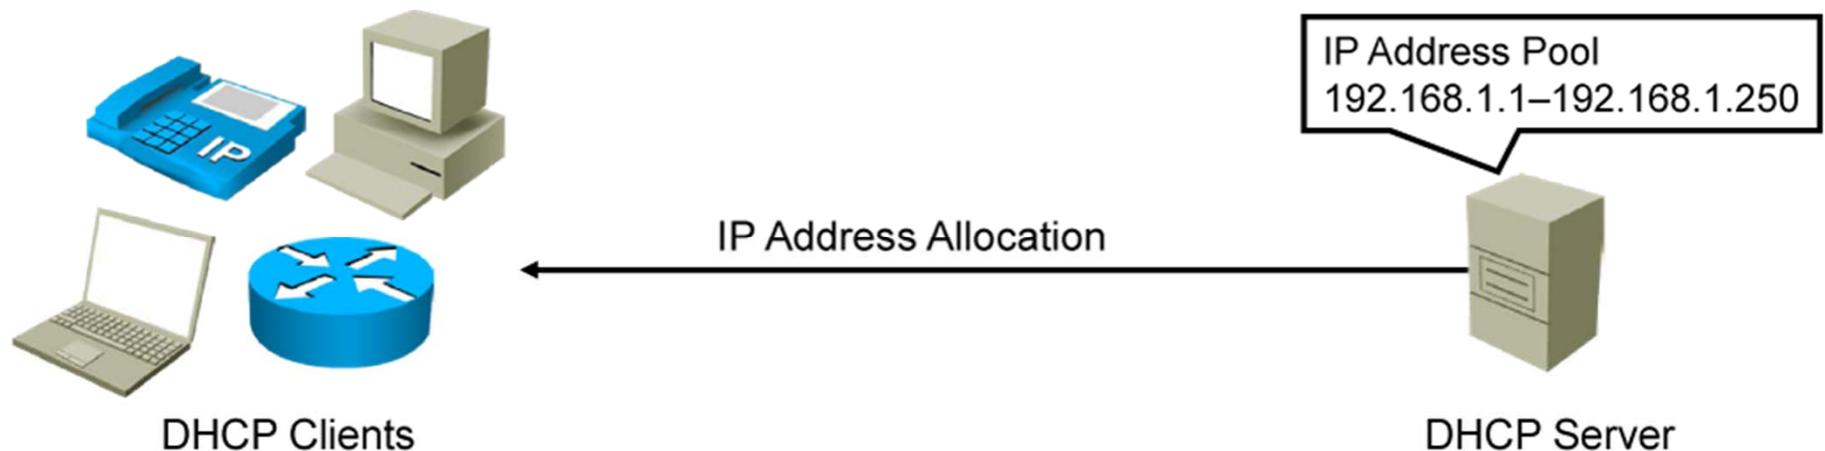 IP Address Pool
192.168.1.1–192.168.1.250
IP
IP Address Allocation
DHCP Clients
DHCP Server